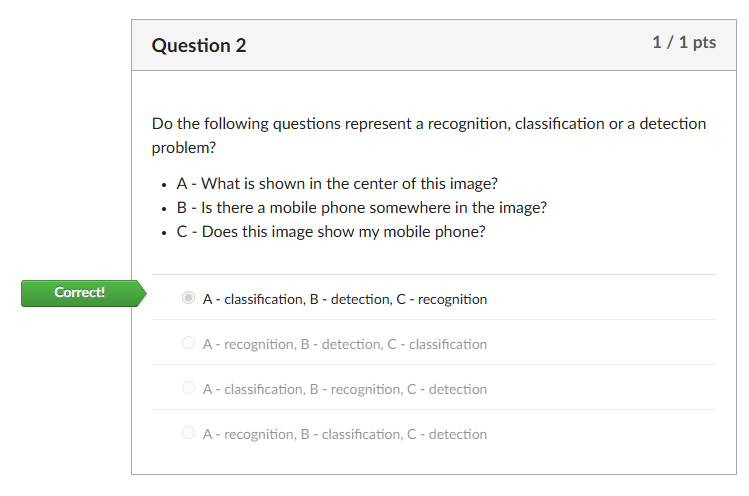 Question 2
1 / 1 pts
Do the following questions represent a recognition, classification or a detection
problem?
• A - What is shown in the center of this image?
• B - Is there a mobile phone somewhere in the image?
• C - Does this image show my mobile phone?
Correct!
A - classification, B - detection, C - recognition
A - recognition, B - detection, C - classification
A - classification, B - recognition, C - detection
A - recognition, B - classification, C - detection